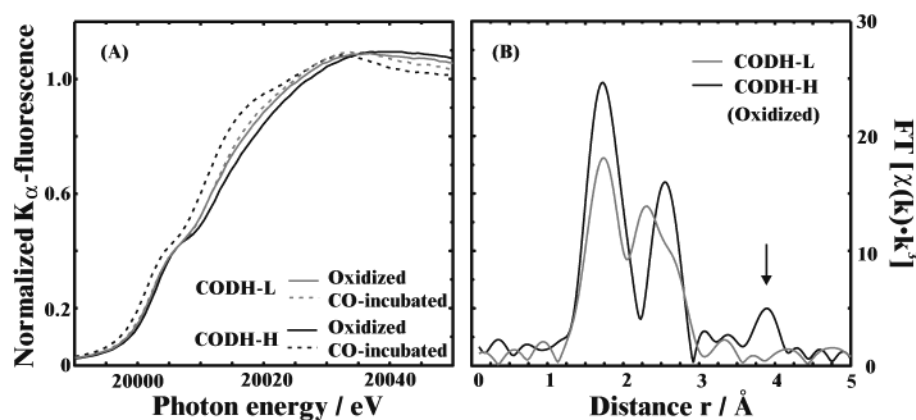 (A)
Normalized Kα-fluorescence
1.0
0.6
0.2
0
CODH-L
Oxidized
CO-incubated
CODH-H
Oxidized
CO-incubated
20000 20020 20040
Photon energy / eV
(B)
CODH-L
CODH-H
(Oxidized)
30
20
10
0
FT [χ(k)•k³]
0 1 2 3 4 5
Distance r / Å